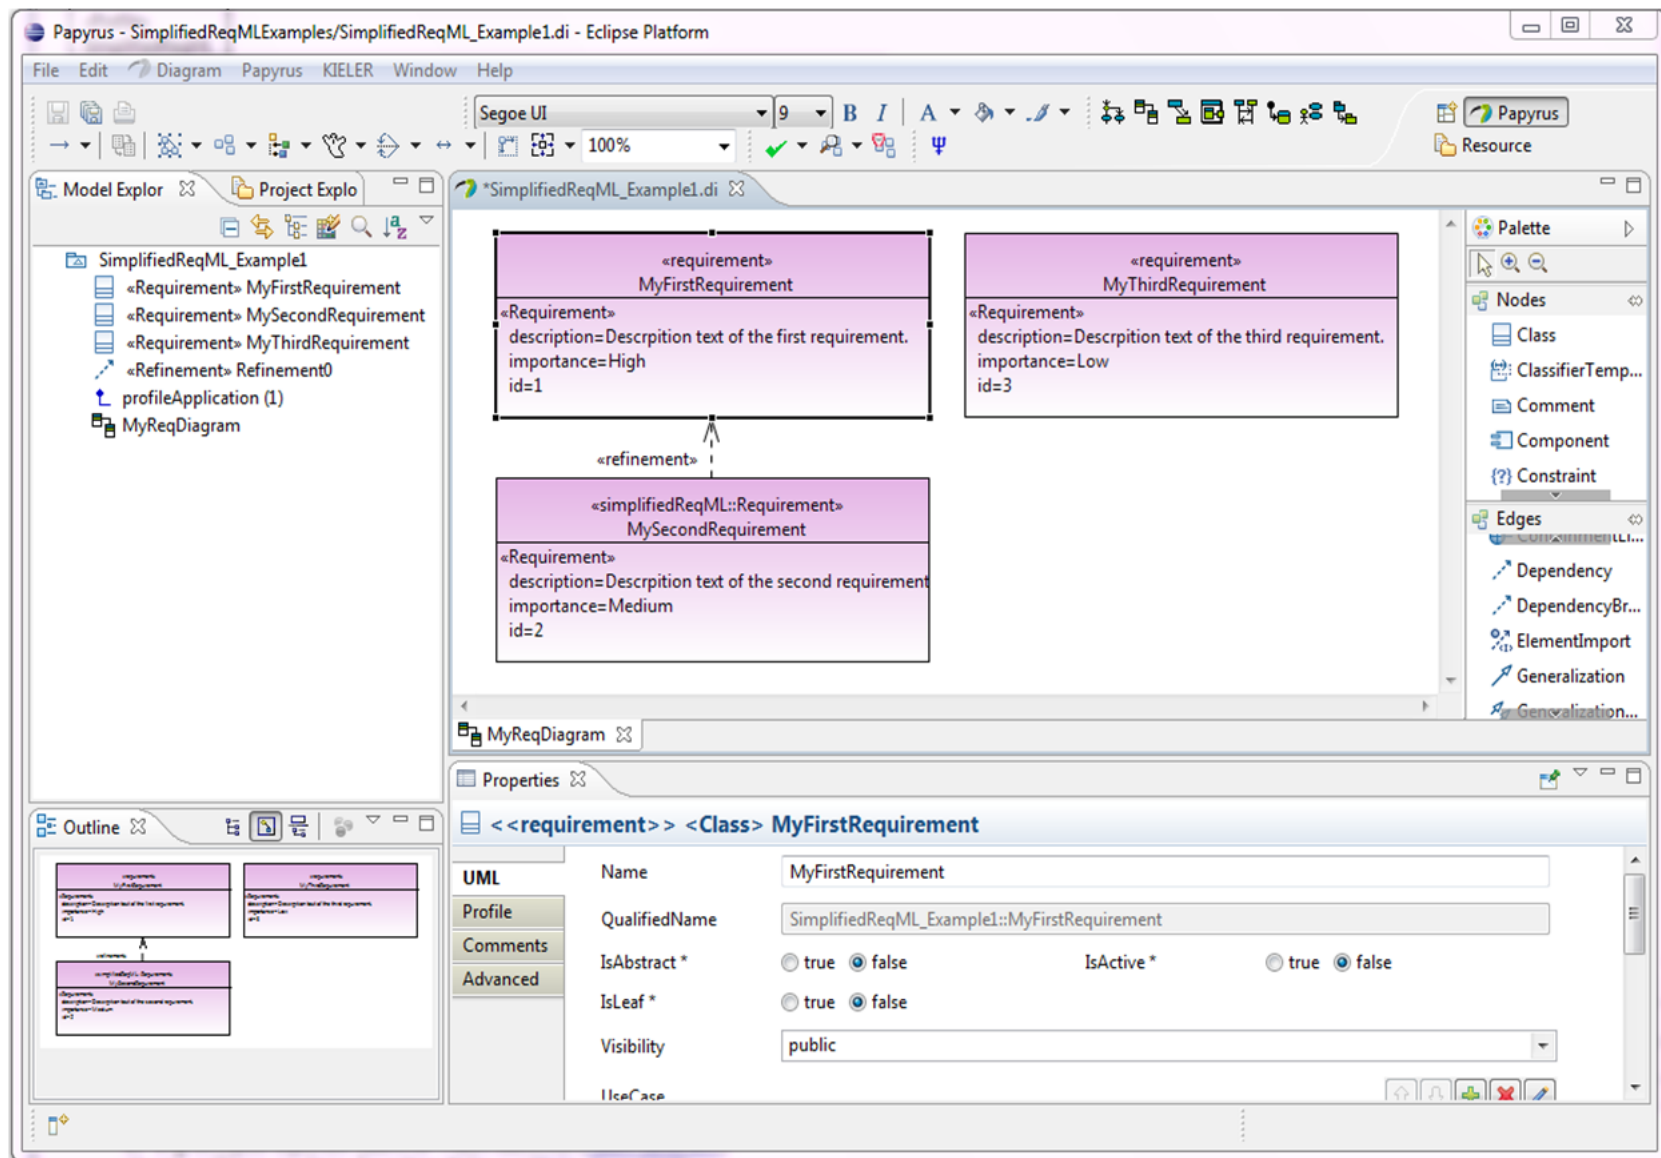 Papyrus - SimplifiedReqMLExamples/SimplifiedReqML_Example1.di - Eclipse Platform
File Edit Diagram Papyrus KIELER Window Help
Segoe UI 9 B I A Papyrus
100% Resource
Model Explor Project Explo
SimplifiedReqML_Example1
«Requirement» MyFirstRequirement
«Requirement» MySecondRequirement
«Requirement» MyThirdRequirement
«Refinement» Refinement0
profileApplication (1)
MyReqDiagram
*SimplifiedReqML_Example1.di
«requirement»
MyFirstRequirement
«Requirement»
description=Descrpition text of the first requirement.
importance=High
id=1
«requirement»
MyThirdRequirement
«Requirement»
description=Descrpition text of the third requirement.
importance=Low
id=3
«refinement»
«simplifiedReqML::Requirement»
MySecondRequirement
«Requirement»
description=Descrpition text of the second requirement
importance=Medium
id=2
Palette
Nodes
Class
ClassifierTemp...
Comment
Component
{?} Constraint
Edges
Dependency
DependencyBr...
ElementImport
Generalization
Generalization...
MyReqDiagram
Outline
Properties
<<requirement>> <Class> MyFirstRequirement
UML
Profile
Comments
Advanced
Name MyFirstRequirement
QualifiedName SimplifiedReqML_Example1::MyFirstRequirement
IsAbstract * true false IsActive * true false
IsLeaf * true false
Visibility public
UseCase